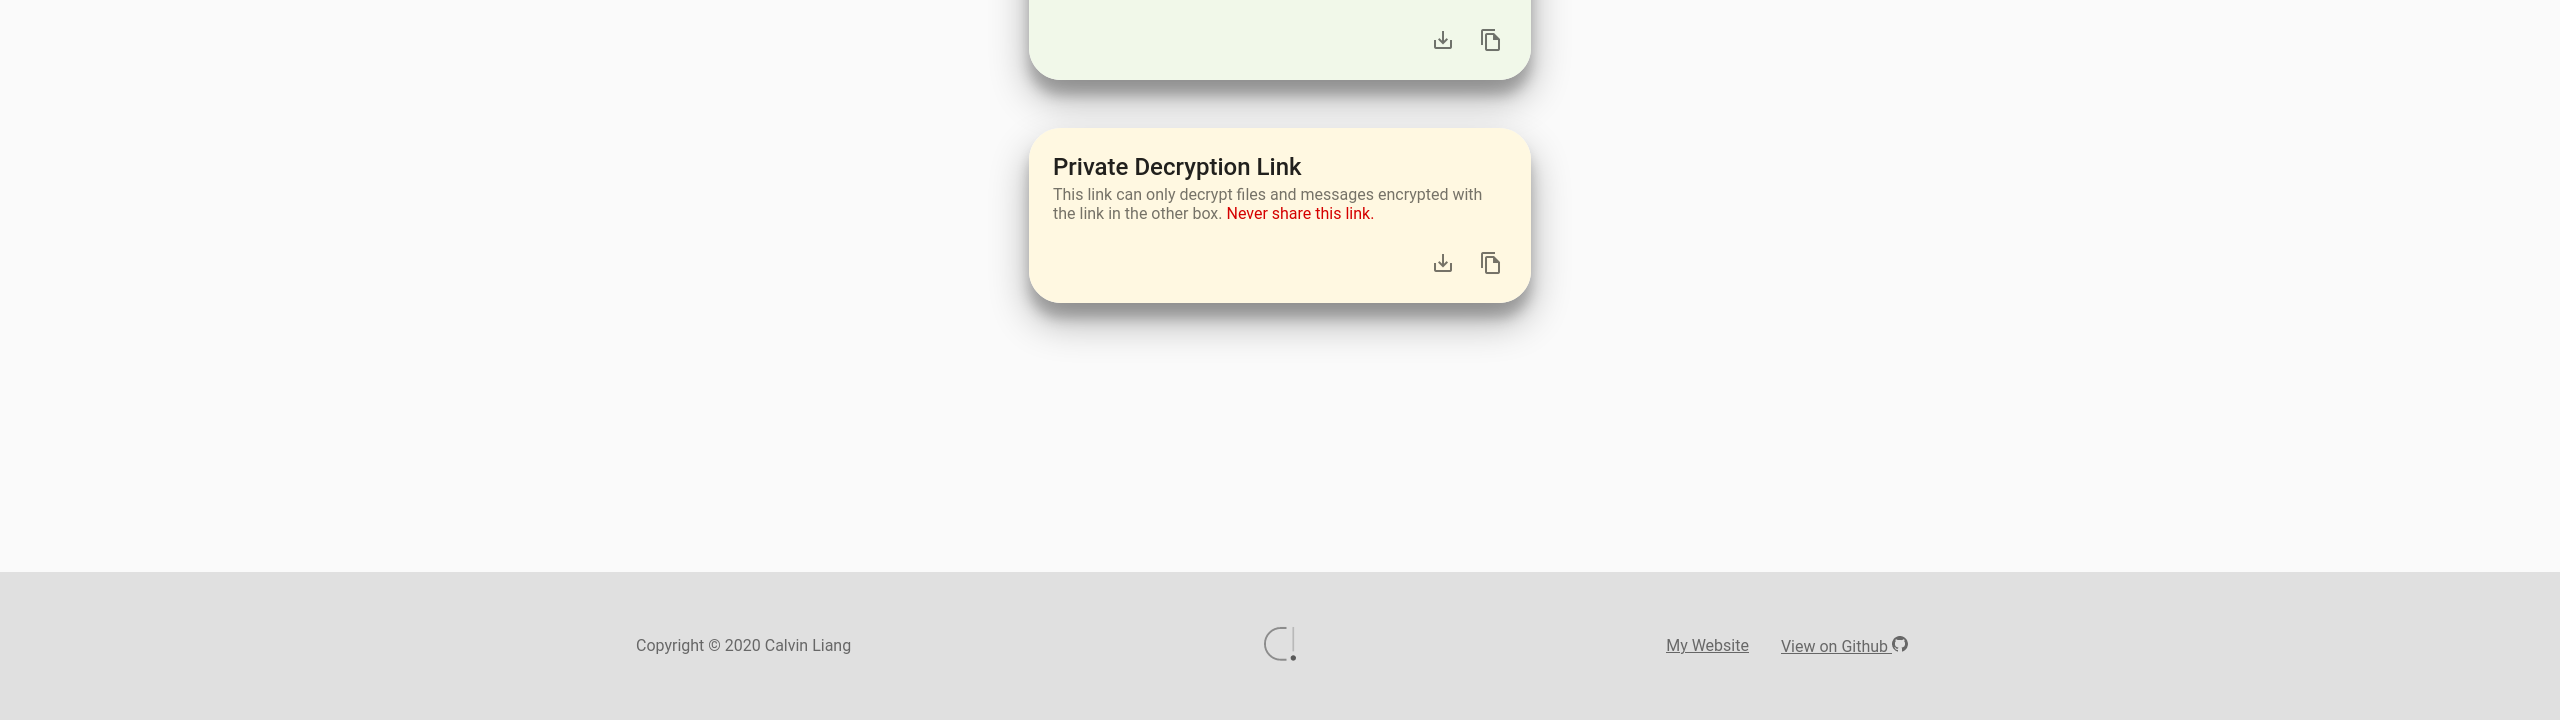 Private Decryption Link
This link can only decrypt files and messages encrypted with
the link in the other box. Never share this link.
Copyright © 2020 Calvin Liang
My Website
View on Github